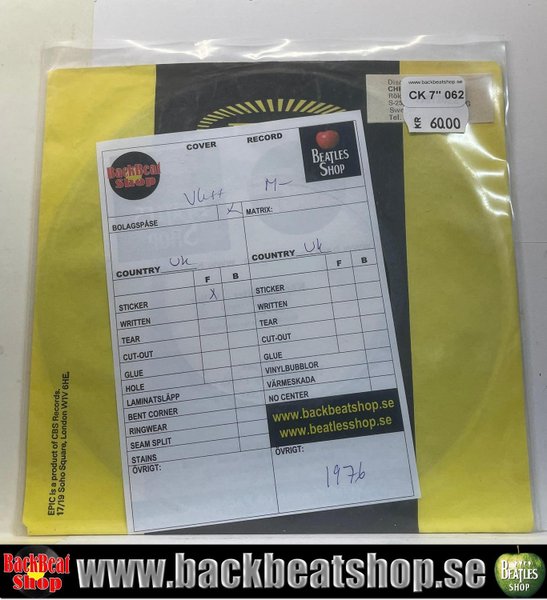 www.backbeatshop.se
CK 7" 062
KR 60.00
COVER
RECORD
BackBeat
Shop
BEATLES
SHOP
M-
BOLAGSPÅSE
X
MATRIX:
COUNTRY UK
COUNTRY UK
F B
F B
STICKER X
STICKER
WRITTEN
WRITTEN
TEAR
TEAR
CUT-OUT
CUT-OUT
GLUE
GLUE
HOLE
VINYLBUBBLOR
LAMINATSLÄPP
VÄRMESKADA
BENT CORNER
NO CENTER
RINGWEAR
www.backbeatshop.se
SEAM SPLIT
www.beatlesshop.se
STAINS
ÖVRIGT:
ÖVRIGT:
1976
EPIC is a product of CBS Records,
17/19 Soho Square, London W1V 6HE.
BackBeat
Shop
www.backbeatshop.se
BEATLES
SHOP